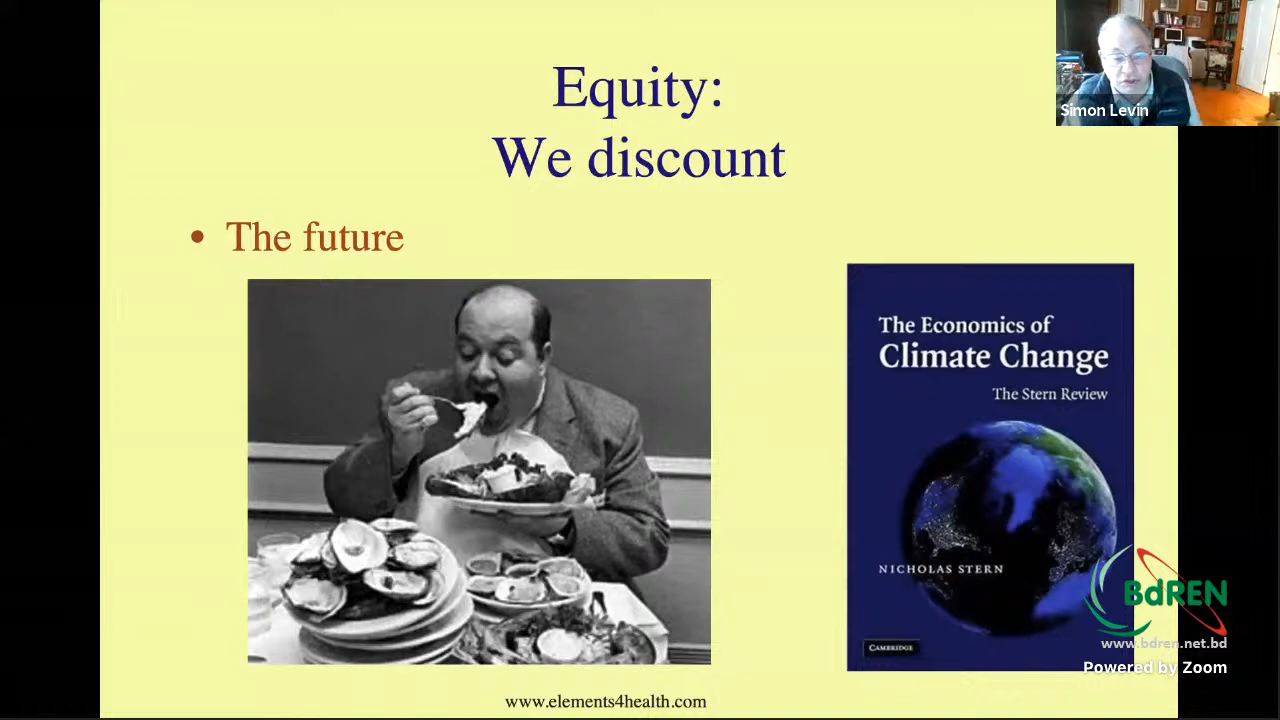 Equity:
We discount
• The future
The Economics of
Climate Change
The Stern Review
NICHOLAS STERN
CAMBRIDGE
www.elements4health.com
Simon Levin
BdREN
www.bdren.net.bd
Powered by Zoom